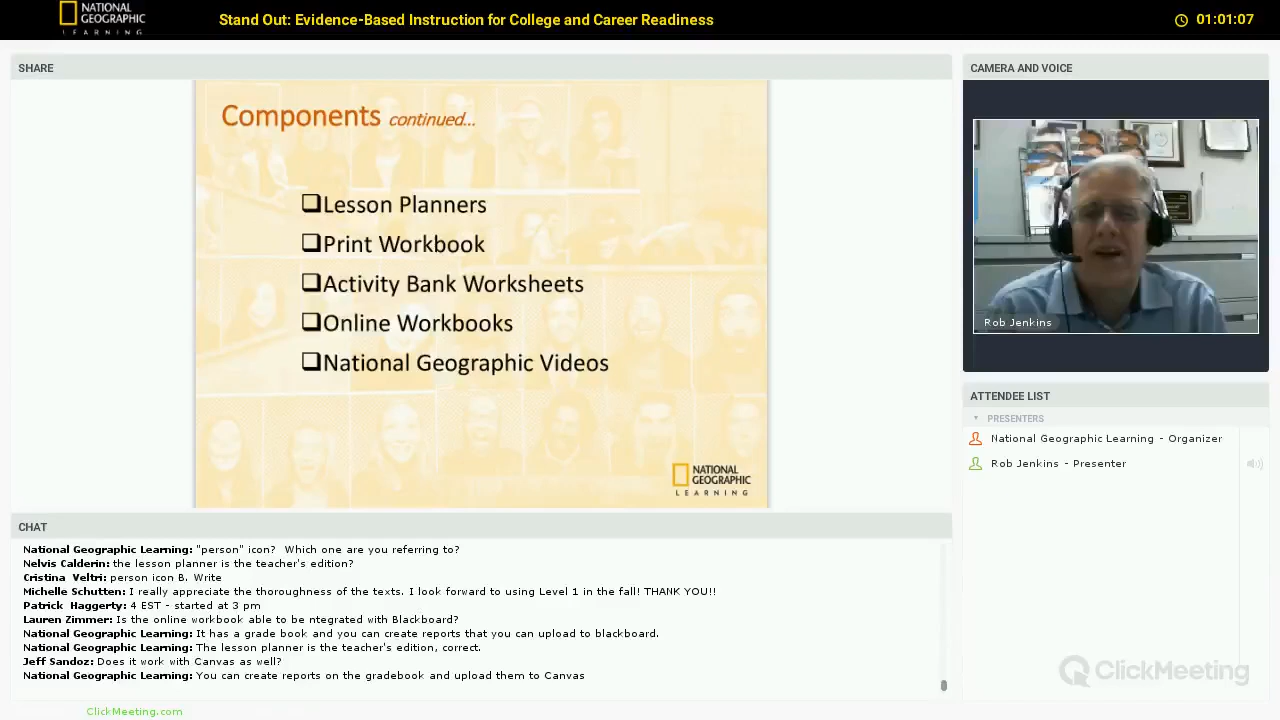 NATIONAL
GEOGRAPHIC
LEARNING
Stand Out: Evidence-Based Instruction for College and Career Readiness
01:01:07
SHARE
Components continued...
Lesson Planners
Print Workbook
Activity Bank Worksheets
Online Workbooks
National Geographic Videos
NATIONAL
GEOGRAPHIC
LEARNING
CAMERA AND VOICE
Rob Jenkins
ATTENDEE LIST
PRESENTERS
National Geographic Learning - Organizer
Rob Jenkins - Presenter
CHAT
National Geographic Learning: "person" icon? Which one are you referring to?
Nelvis Calderin: the lesson planner is the teacher's edition?
Cristina Veltri: person icon B. Write
Michelle Schutten: I really appreciate the thoroughness of the texts. I look forward to using Level 1 in the fall! THANK YOU!!
Patrick Haggerty: 4 EST - started at 3 pm
Lauren Zimmer: Is the online workbook able to be ntegrated with Blackboard?
National Geographic Learning: It has a grade book and you can create reports that you can upload to blackboard.
National Geographic Learning: The lesson planner is the teacher's edition, correct.
Jeff Sandoz: Does it work with Canvas as well?
National Geographic Learning: You can create reports on the gradebook and upload them to Canvas
ClickMeeting
ClickMeeting.com